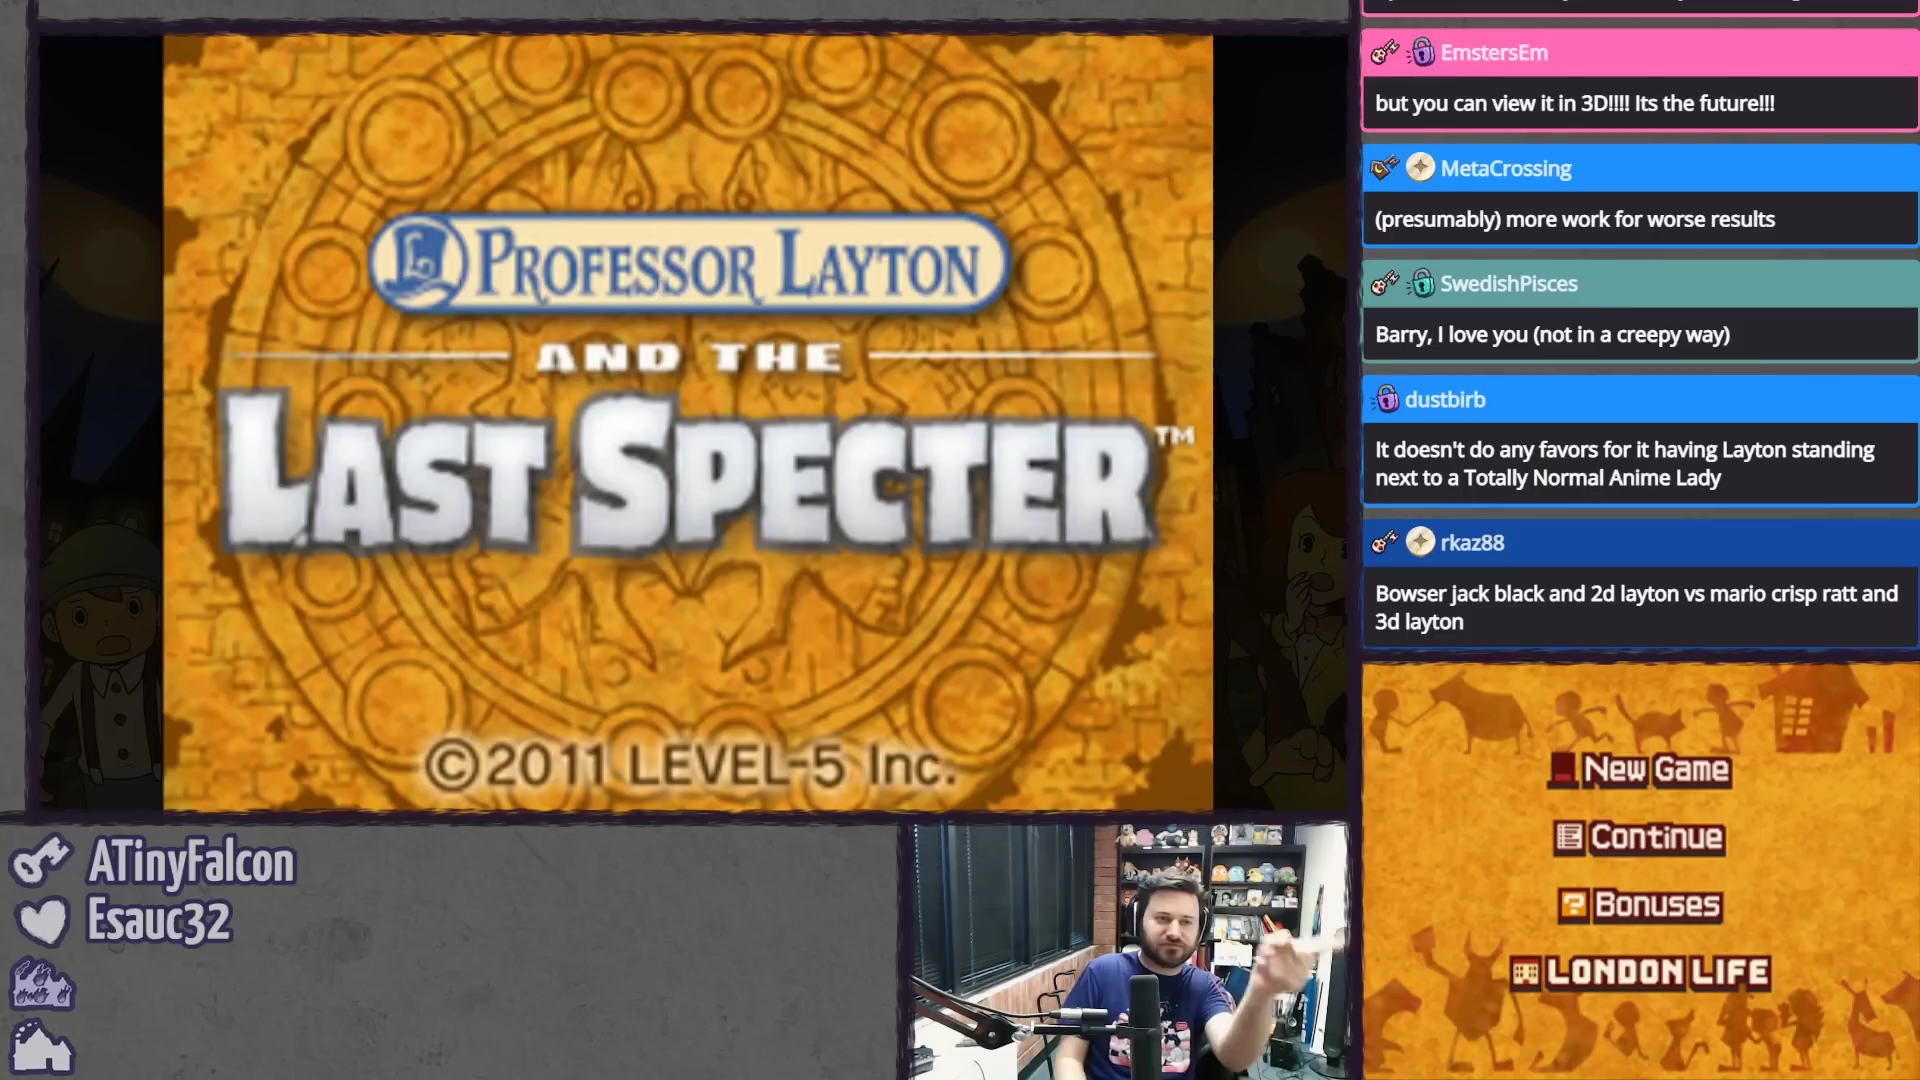 PROFESSOR LAYTON
AND THE
LAST SPECTER™
©2011 LEVEL-5 Inc.
EmstersEm
but you can view it in 3D!!!! Its the future!!!
MetaCrossing
(presumably) more work for worse results
SwedishPisces
Barry, I love you (not in a creepy way)
dustbirb
It doesn't do any favors for it having Layton standing
next to a Totally Normal Anime Lady
rkaz88
Bowser jack black and 2d layton vs mario crisp ratt and
3d layton
New Game
Continue
? Bonuses
LONDON LIFE
ATinyFalcon
Esauc32